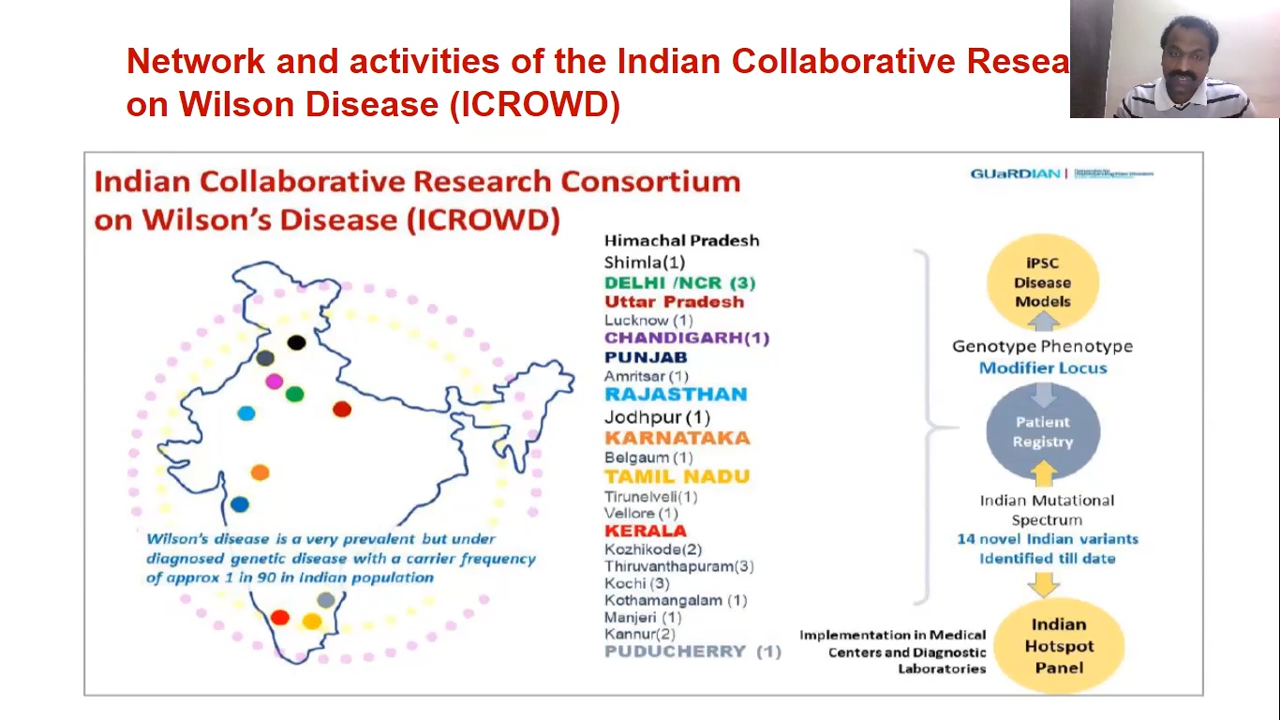 Network and activities of the Indian Collaborative Resea
on Wilson Disease (ICROWD)
Indian Collaborative Research Consortium
on Wilson's Disease (ICROWD)
GUaRDIAN
Himachal Pradesh
Shimla(1)
DELHI /NCR (3)
Uttar Pradesh
Lucknow (1)
CHANDIGARH(1)
PUNJAB
Amritsar (1)
RAJASTHAN
Jodhpur (1)
KARNATAKA
Belgaum (1)
TAMIL NADU
Tirunelveli(1)
Vellore (1)
KERALA
Kozhikode(2)
Thiruvanthapuram(3)
Kochi (3)
Kothamangalam (1)
Manjeri (1)
Kannur(2)
PUDUCHERRY (1)
Wilson's disease is a very prevalent but under
diagnosed genetic disease with a carrier frequency
of approx 1 in 90 in Indian population
iPSC
Disease
Models
Genotype Phenotype
Modifier Locus
Patient
Registry
Indian Mutational
Spectrum
14 novel Indian variants
Identified till date
Implementation in Medical
Centers and Diagnostic
Laboratories
Indian
Hotspot
Panel